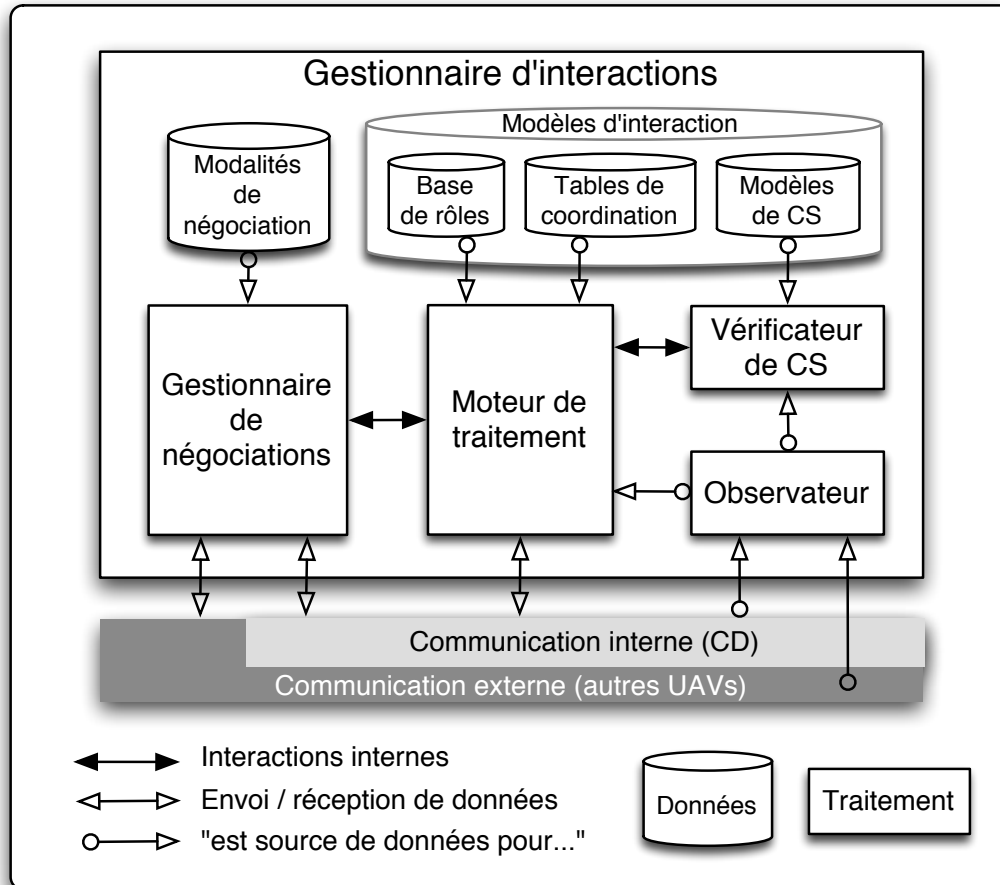 Gestionnaire d'interactions
Modèles d'interaction
Modalités
de
négociation
Base
de rôles
Tables de
coordination
Modèles
de CS
Gestionnaire
de
négociations
Moteur de
traitement
Vérificateur
de CS
Observateur
Communication interne (CD)
Communication externe (autres UAVs)
Interactions internes
Envoi / réception de données
"est source de données pour..."
Données
Traitement